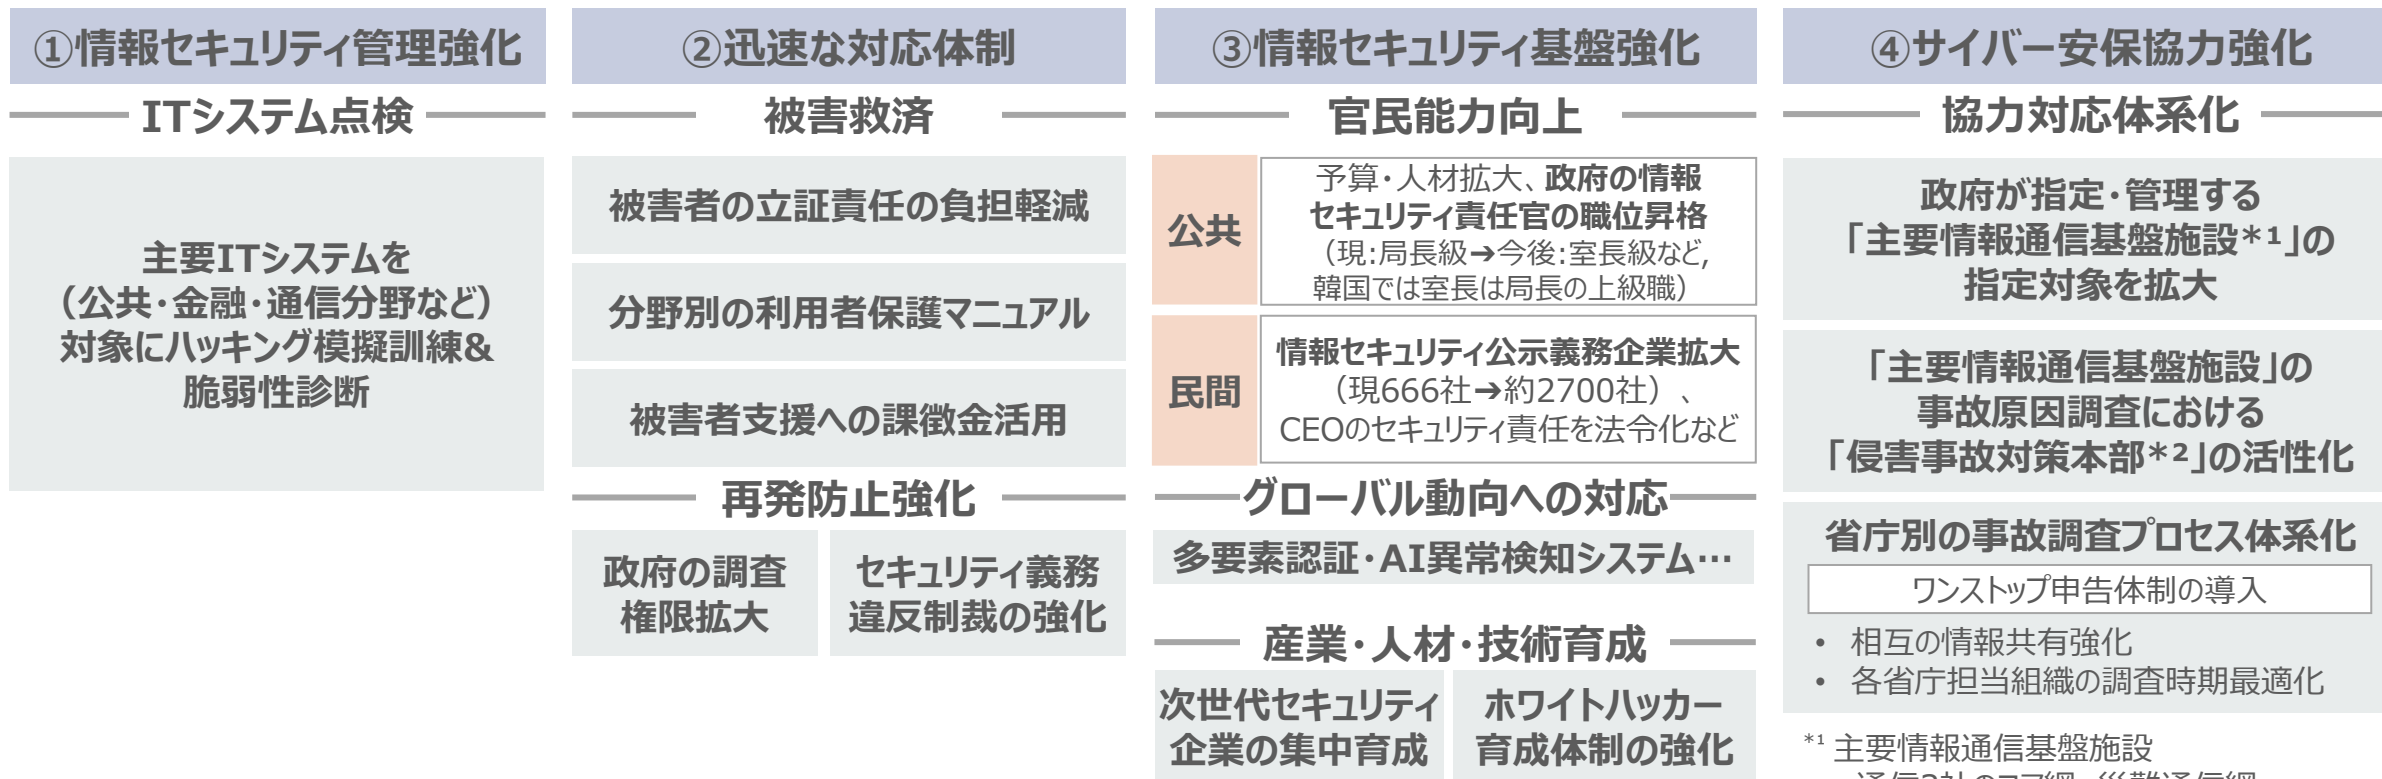 ①情報セキュリティ管理強化
ITシステム点検
主要ITシステムを
（公共・金融・通信分野など）
対象にハッキング模擬訓練&
脆弱性診断
②迅速な対応体制
被害救済
被害者の立証責任の負担軽減
分野別の利用者保護マニュアル
被害者支援への課徴金活用
再発防止強化
政府の調査
権限拡大
セキュリティ義務
違反制裁の強化
③情報セキュリティ基盤強化
官民能力向上
公共
予算・人材拡大、政府の情報
セキュリティ責任官の職位昇格
（現:局長級➔今後:室長級など,
韓国では室長は局長の上級職）
民間
情報セキュリティ公示義務企業拡大
（現666社➔約2700社）、
CEOのセキュリティ責任を法令化など
グローバル動向への対応
多要素認証・AI異常検知システム…
産業・人材・技術育成
次世代セキュリティ
企業の集中育成
ホワイトハッカー
育成体制の強化
④サイバー安保協力強化
協力対応体系化
政府が指定・管理する
「主要情報通信基盤施設*¹」の
指定対象を拡大
「主要情報通信基盤施設」の
事故原因調査における
「侵害事故対策本部*²」の活性化
省庁別の事故調査プロセス体系化
ワンストップ申告体制の導入
• 相互の情報共有強化
• 各省庁担当組織の調査時期最適化
*¹ 主要情報通信基盤施設